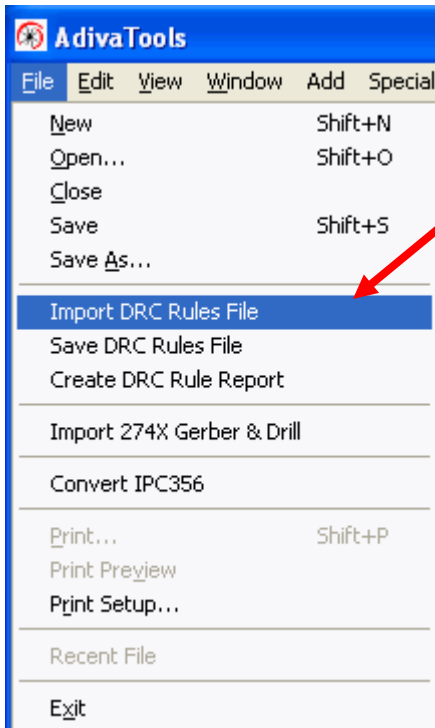 AdivaTools
File Edit View Window Add Special
New Shift+N
Open... Shift+O
Close
Save Shift+S
Save As...
Import DRC Rules File
Save DRC Rules File
Create DRC Rule Report
Import 274X Gerber & Drill
Convert IPC356
Print... Shift+P
Print Preview
Print Setup...
Recent File
Exit